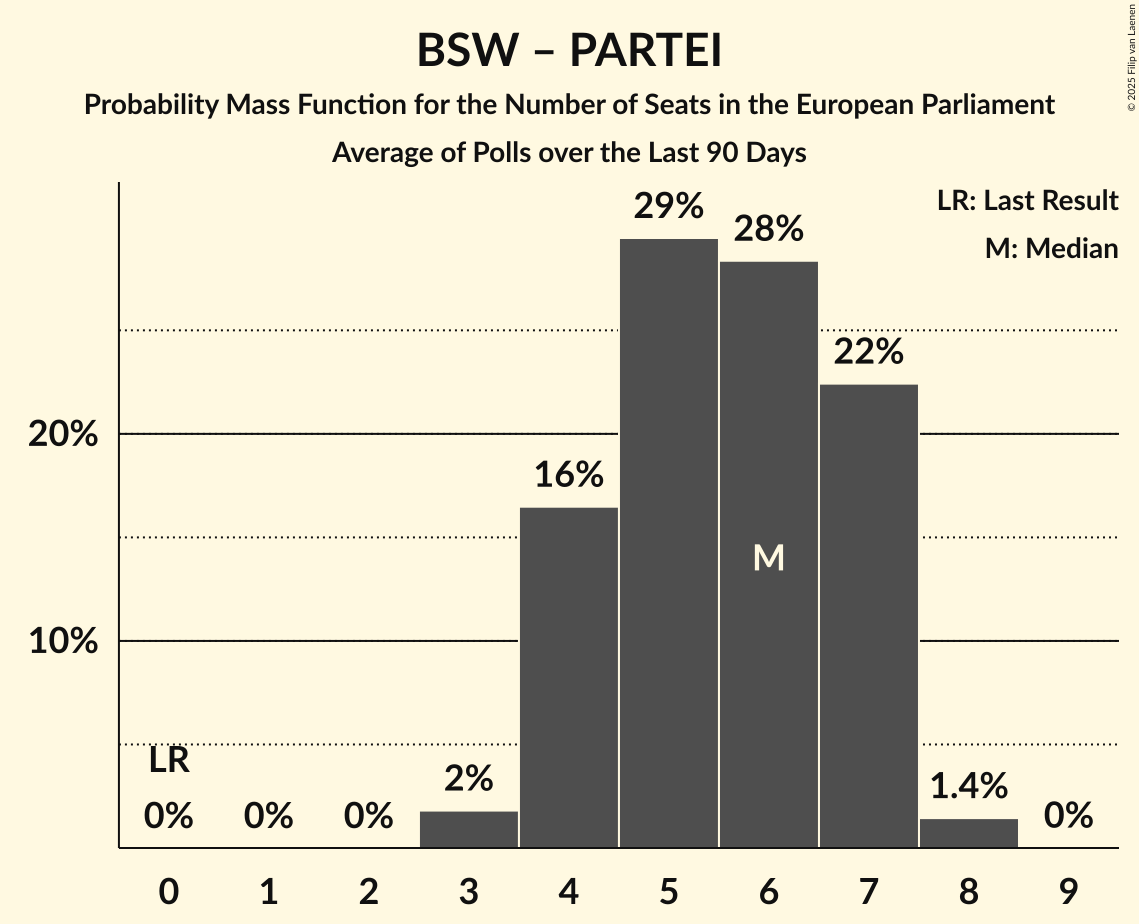 BSW – PARTEI
Probability Mass Function for the Number of Seats in the European Parliament
Average of Polls over the Last 90 Days
© 2025 Filip van Laenen
LR: Last Result
M: Median
29%
28%
22%
20%
16%
M
10%
LR
0%
0%
0%
2%
1.4%
0%
0
1
2
3
4
5
6
7
8
9